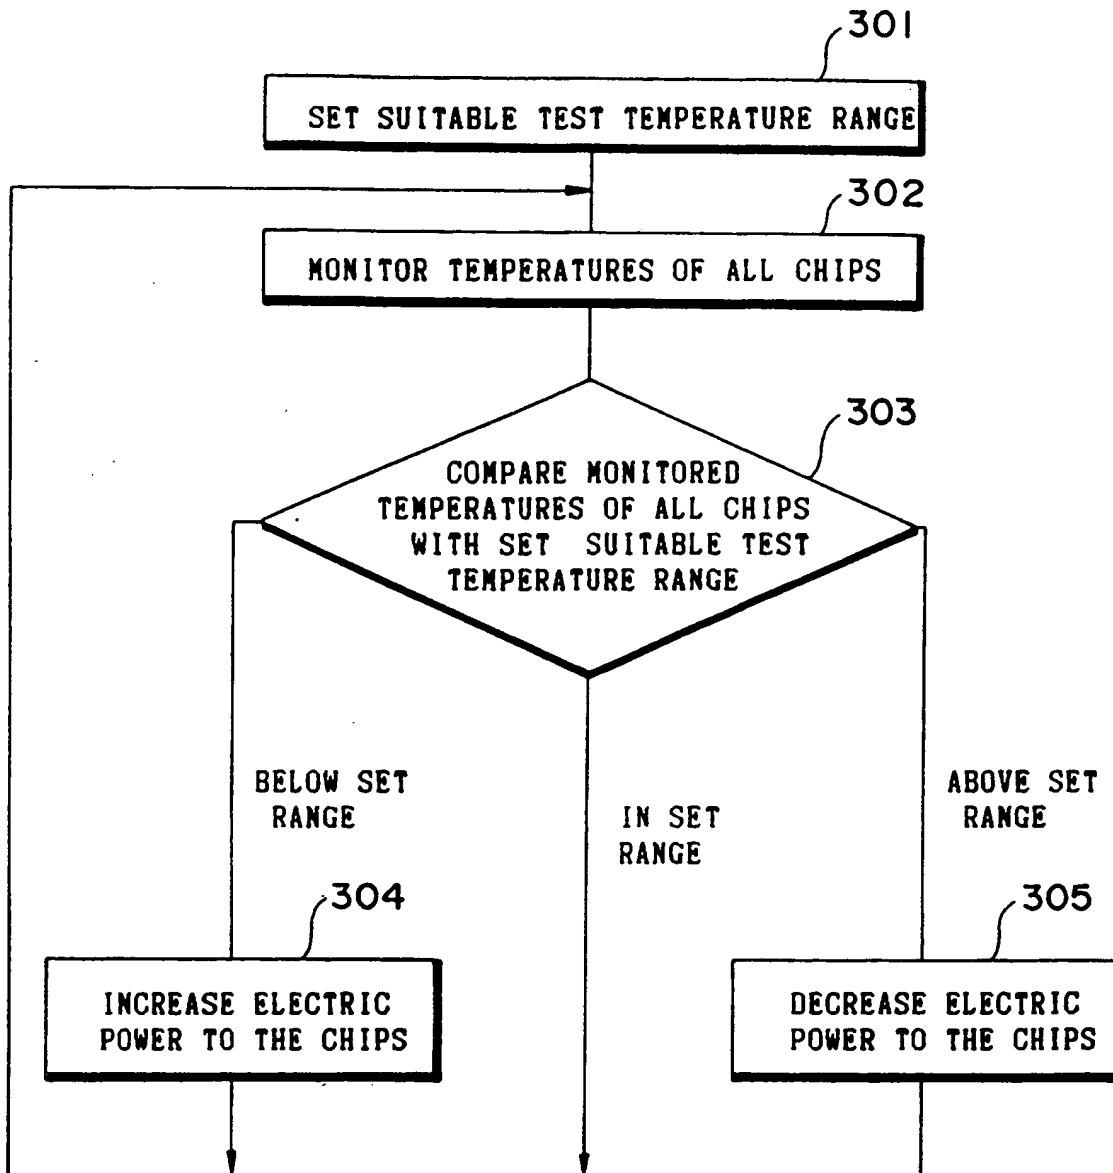 301
SET SUITABLE TEST TEMPERATURE RANGE
302
MONITOR TEMPERATURES OF ALL CHIPS
303
COMPARE MONITORED
TEMPERATURES OF ALL CHIPS
WITH SET SUITABLE TEST
TEMPERATURE RANGE
BELOW SET
RANGE
IN SET
RANGE
ABOVE SET
RANGE
304
INCREASE ELECTRIC
POWER TO THE CHIPS
305
DECREASE ELECTRIC
POWER TO THE CHIPS